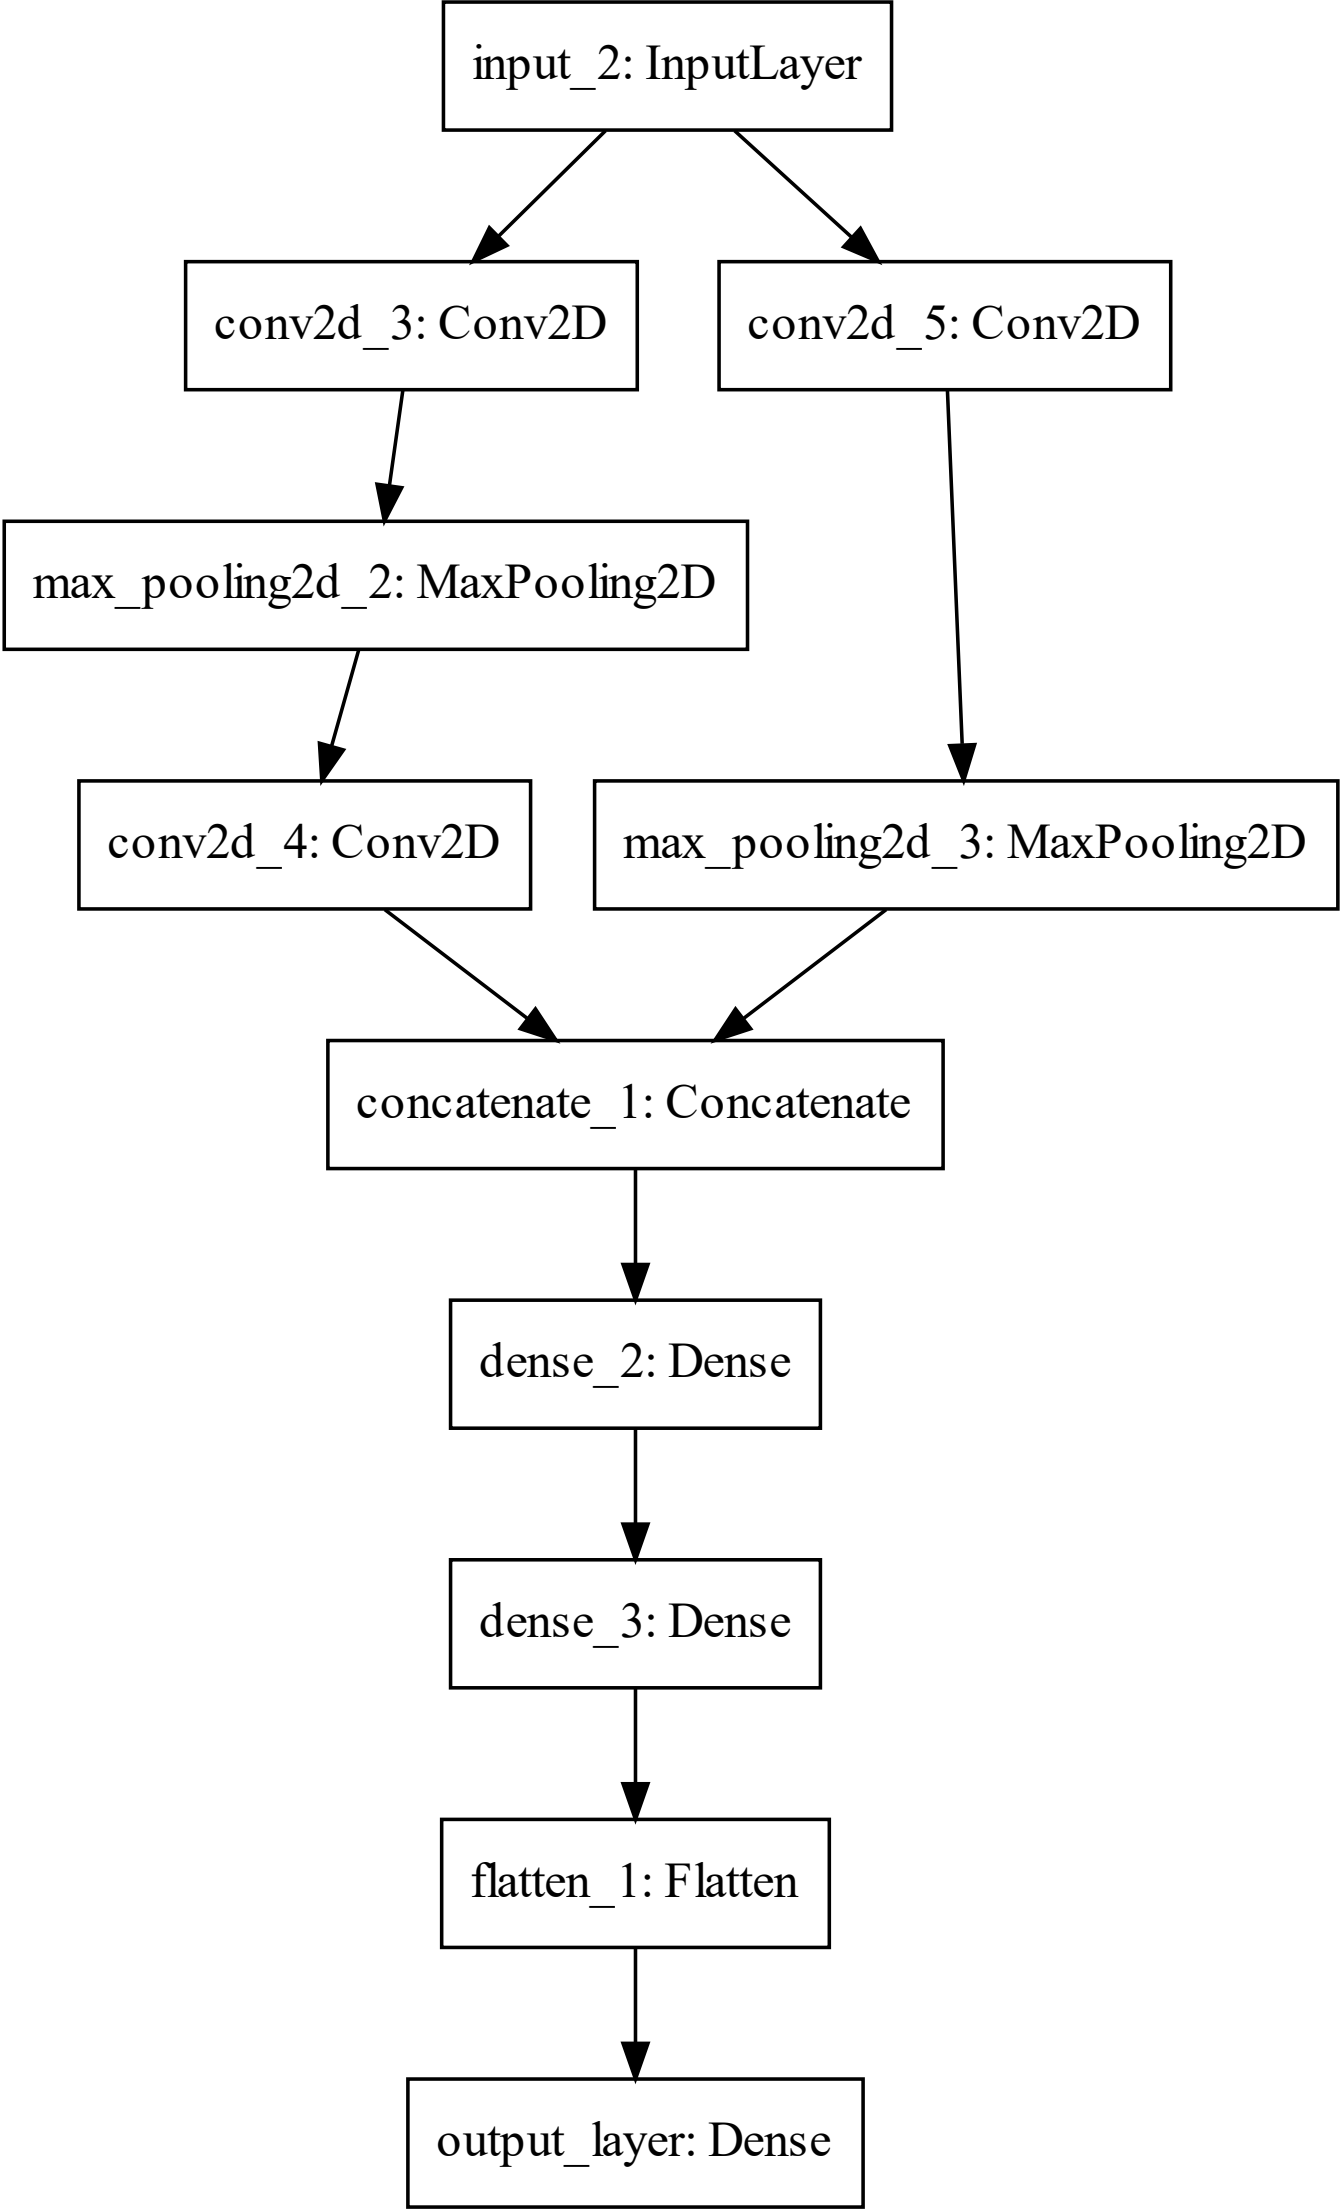 input_2: InputLayer
conv2d_3: Conv2D
conv2d_5: Conv2D
max_pooling2d_2: MaxPooling2D
conv2d_4: Conv2D
max_pooling2d_3: MaxPooling2D
concatenate_1: Concatenate
dense_2: Dense
dense_3: Dense
flatten_1: Flatten
output_layer: Dense